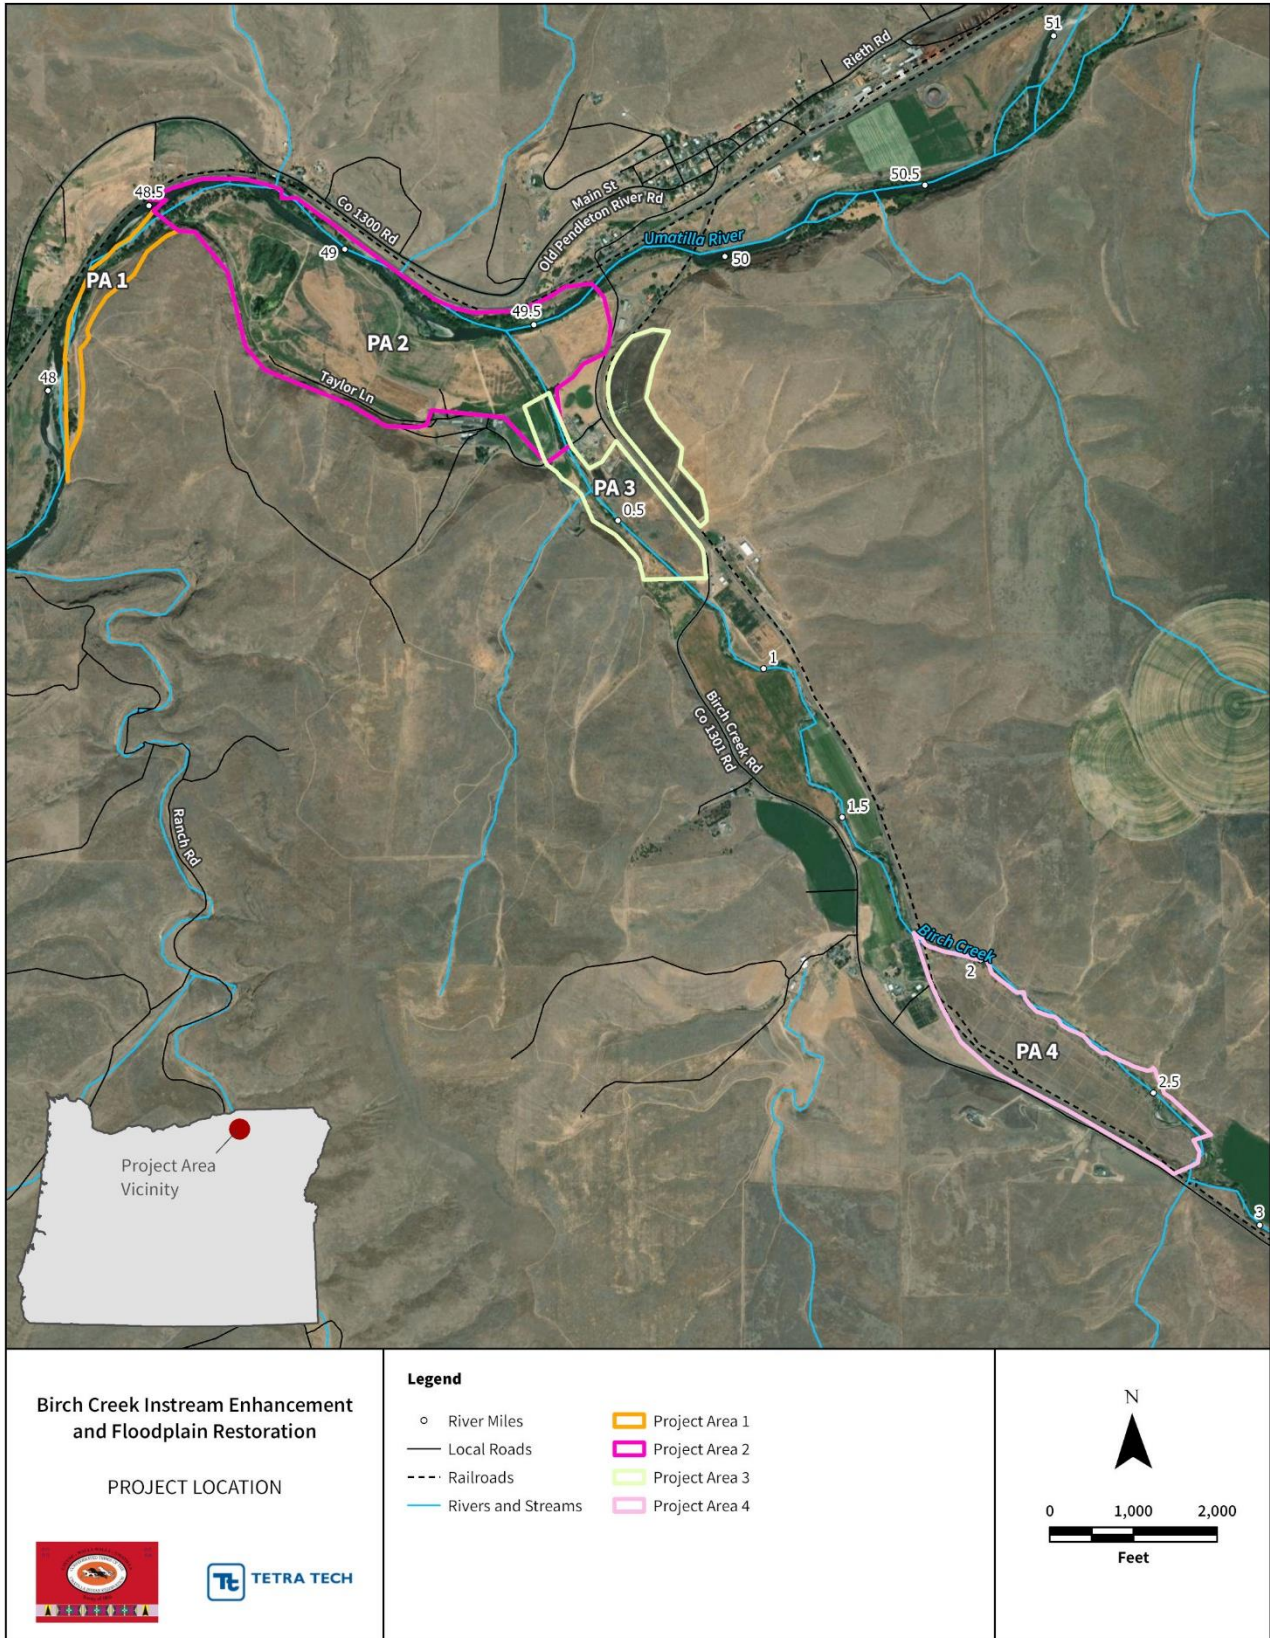 51
Rieth Rd
50.5
48.5
Main St
Co 1300 Rd
Old Pendleton River Rd
Umatilla River
49
50
PA 1
49.5
PA 2
48
Taylor Ln
PA 3
0.5
1
Birch Creek Rd
Co 1301 Rd
1.5
Ranch Rd
Birch Creek
2
PA 4
2.5
Project Area
Vicinity
3
Birch Creek Instream Enhancement
and Floodplain Restoration
PROJECT LOCATION
Tt TETRA TECH
Legend
River Miles
Local Roads
Railroads
Rivers and Streams
Project Area 1
Project Area 2
Project Area 3
Project Area 4
N
0 1,000 2,000
Feet